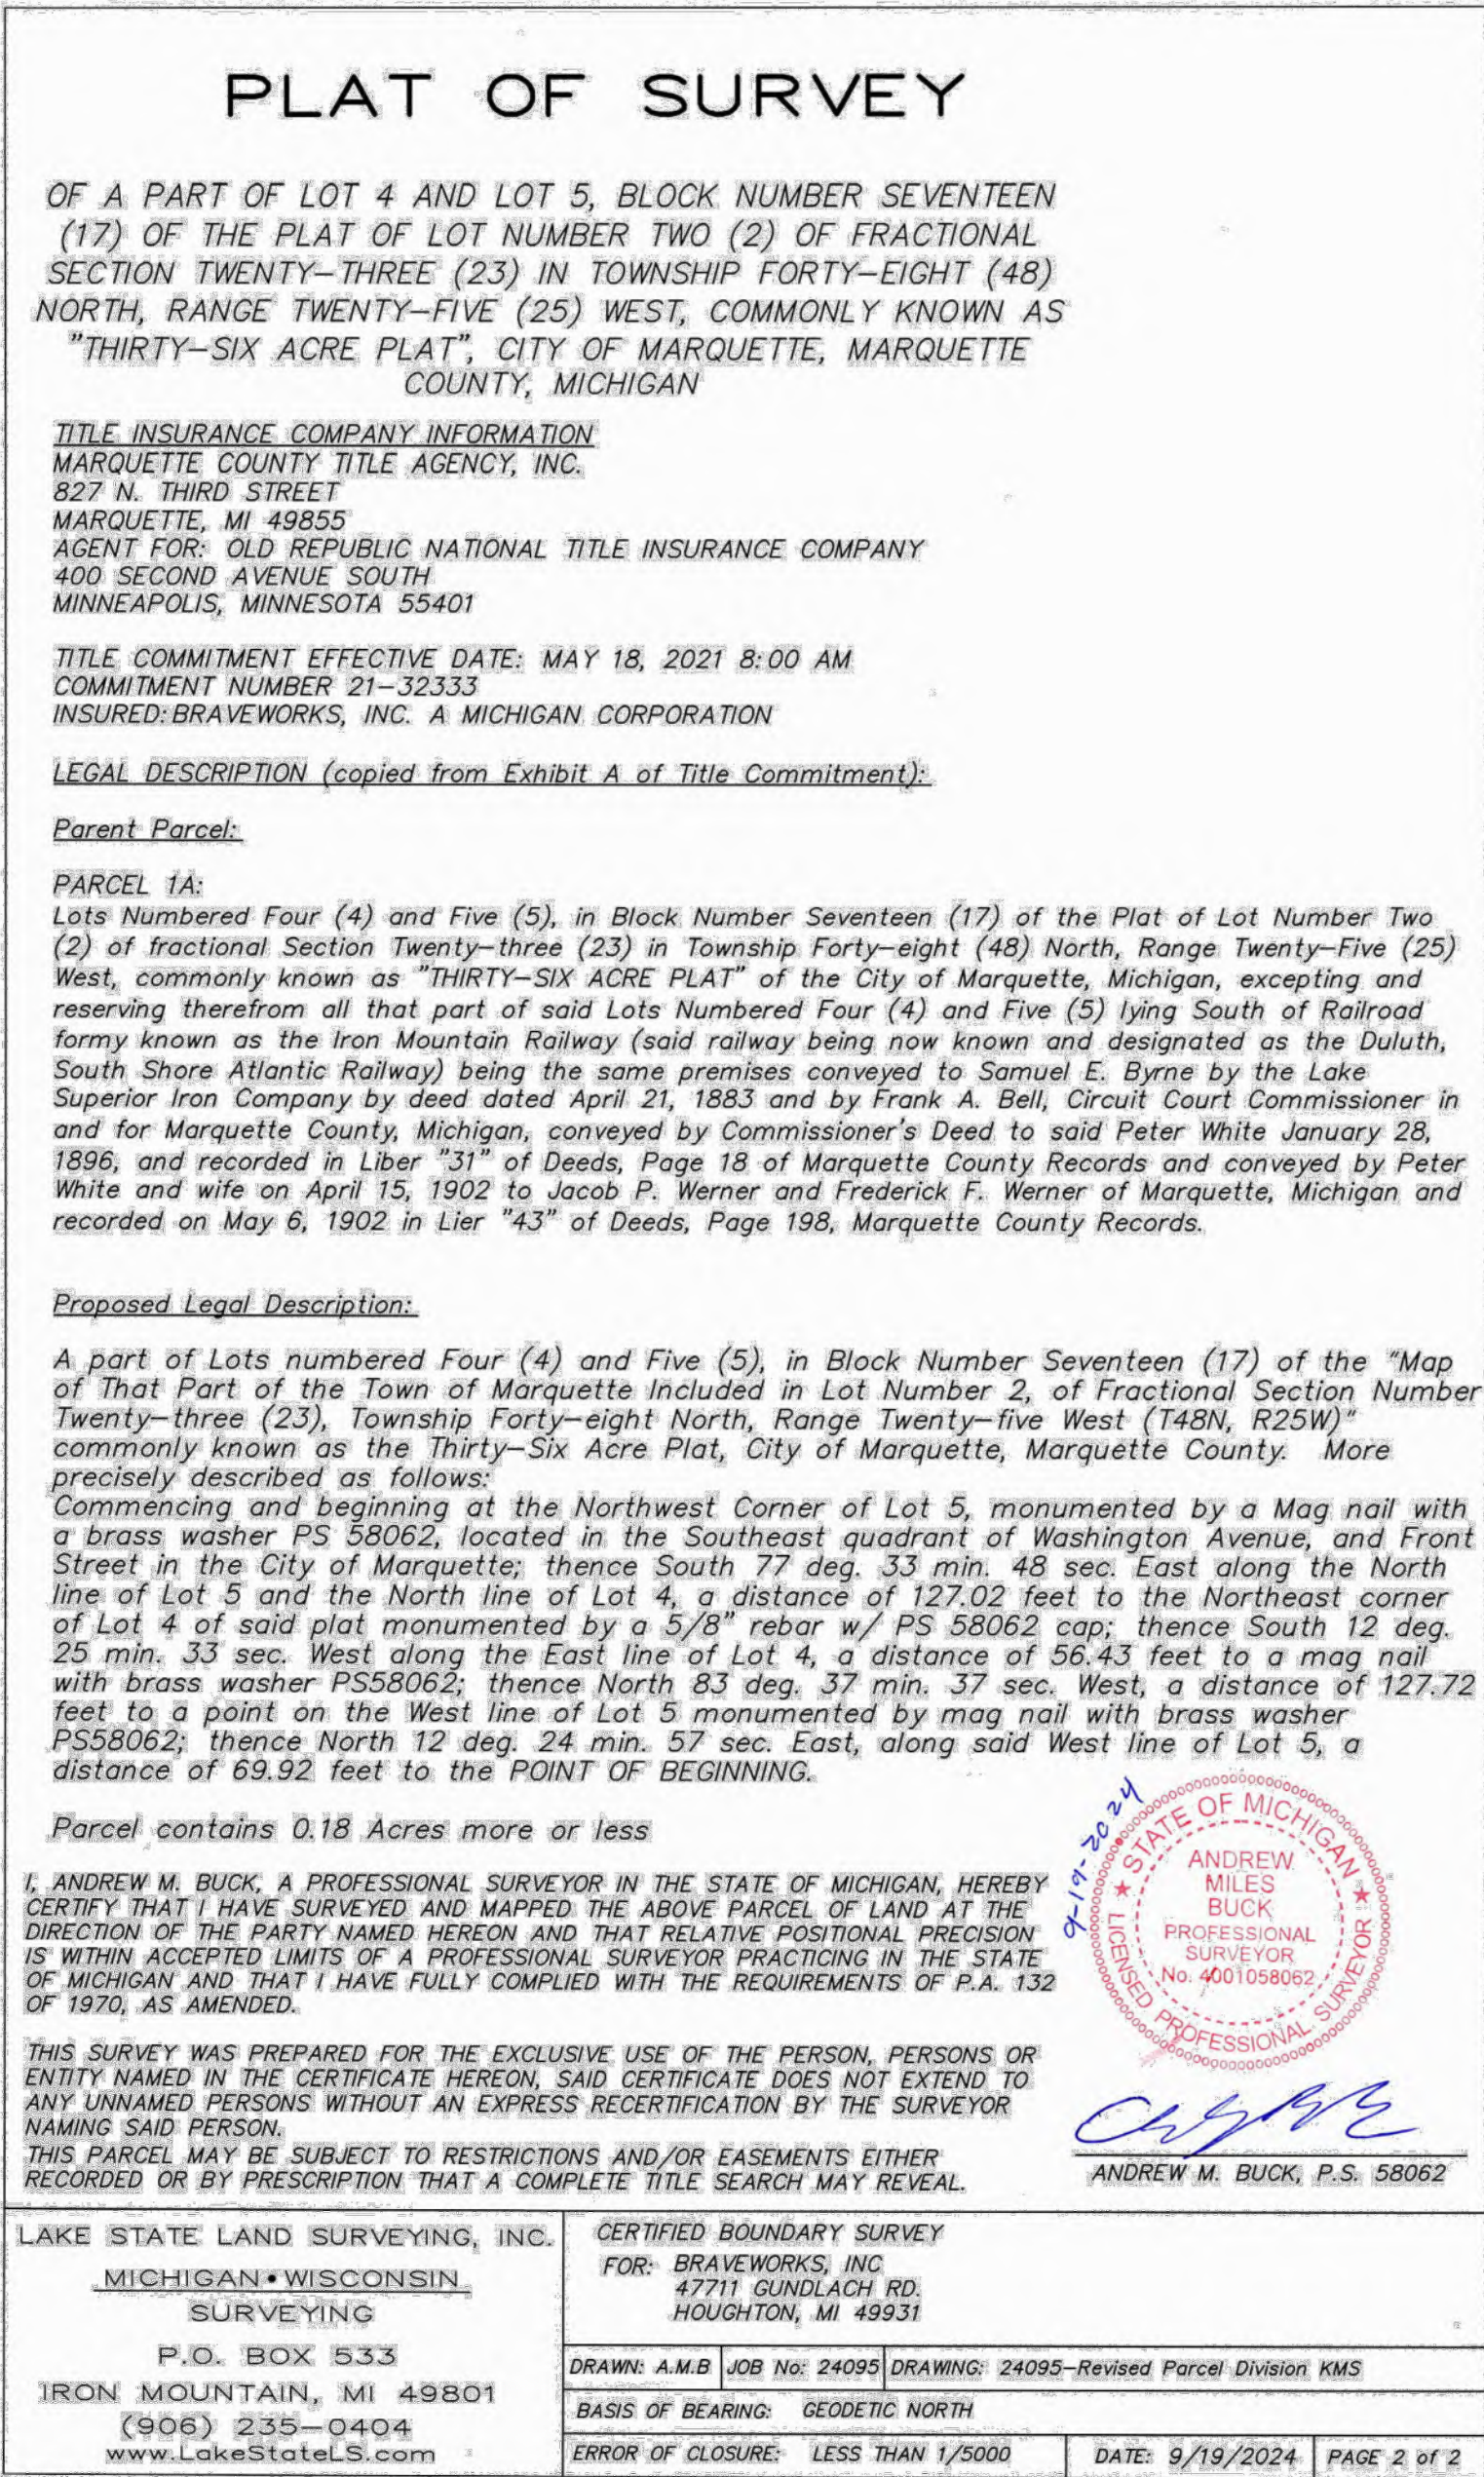 PLAT OF SURVEY
OF A PART OF LOT 4 AND LOT 5, BLOCK NUMBER SEVENTEEN
(17) OF THE PLAT OF LOT NUMBER TWO (2) OF FRACTIONAL
SECTION TWENTY-THREE (23) IN TOWNSHIP FORTY-EIGHT (48)
NORTH, RANGE TWENTY-FIVE (25) WEST, COMMONLY KNOWN AS
"THIRTY-SIX ACRE PLAT", CITY OF MARQUETTE, MARQUETTE
COUNTY, MICHIGAN
TITLE INSURANCE COMPANY INFORMATION
MARQUETTE COUNTY TITLE AGENCY, INC.
827 N. THIRD STREET
MARQUETTE, MI 49855
AGENT FOR: OLD REPUBLIC NATIONAL TITLE INSURANCE COMPANY
400 SECOND AVENUE SOUTH
MINNEAPOLIS, MINNESOTA 55401
TITLE COMMITMENT EFFECTIVE DATE: MAY 18, 2021 8:00 AM
COMMITMENT NUMBER 21-32333
INSURED: BRAVEWORKS, INC. A MICHIGAN CORPORATION
LEGAL DESCRIPTION (copied from Exhibit A of Title Commitment):
Parent Parcel:
PARCEL 1A:
Lots Numbered Four (4) and Five (5), in Block Number Seventeen (17) of the Plat of Lot Number Two
(2) of fractional Section Twenty-three (23) in Township Forty-eight (48) North, Range Twenty-Five (25)
West, commonly known as "THIRTY-SIX ACRE PLAT" of the City of Marquette, Michigan, excepting and
reserving therefrom all that part of said Lots Numbered Four (4) and Five (5) lying South of Railroad
formy known as the Iron Mountain Railway (said railway being now known and designated as the Duluth,
South Shore Atlantic Railway) being the same premises conveyed to Samuel E. Byrne by the Lake
Superior Iron Company by deed dated April 21, 1883 and by Frank A. Bell, Circuit Court Commissioner in
and for Marquette County, Michigan, conveyed by Commissioner's Deed to said Peter White January 28,
1896, and recorded in Liber "31" of Deeds, Page 18 of Marquette County Records and conveyed by Peter
White and wife on April 15, 1902 to Jacob P. Werner and Frederick F. Werner of Marquette, Michigan and
recorded on May 6, 1902 in Lier "43" of Deeds, Page 198, Marquette County Records.
Proposed Legal Description:
A part of Lots numbered Four (4) and Five (5), in Block Number Seventeen (17) of the "Map
of That Part of the Town of Marquette Included in Lot Number 2, of Fractional Section Number
Twenty-three (23), Township Forty-eight North, Range Twenty-five West (T48N, R25W)"
commonly known as the Thirty-Six Acre Plat, City of Marquette, Marquette County. More
precisely described as follows:
Commencing and beginning at the Northwest Corner of Lot 5, monumented by a Mag nail with
a brass washer PS 58062, located in the Southeast quadrant of Washington Avenue, and Front
Street in the City of Marquette; thence South 77 deg. 33 min. 48 sec. East along the North
line of Lot 5 and the North line of Lot 4, a distance of 127.02 feet to the Northeast corner
of Lot 4 of said plat monumented by a 5/8" rebar w/ PS 58062 cap; thence South 12 deg.
25 min. 33 sec. West along the East line of Lot 4, a distance of 56.43 feet to a mag nail
with brass washer PS58062; thence North 83 deg. 37 min. 37 sec. West, a distance of 127.72
feet to a point on the West line of Lot 5 monumented by mag nail with brass washer
PS58062; thence North 12 deg. 24 min. 57 sec. East, along said West line of Lot 5, a
distance of 69.92 feet to the POINT OF BEGINNING.
Parcel contains 0.18 Acres more or less
I, ANDREW M. BUCK, A PROFESSIONAL SURVEYOR IN THE STATE OF MICHIGAN, HEREBY
CERTIFY THAT I HAVE SURVEYED AND MAPPED THE ABOVE PARCEL OF LAND AT THE
DIRECTION OF THE PARTY NAMED HEREON AND THAT RELATIVE POSITIONAL PRECISION
IS WITHIN ACCEPTED LIMITS OF A PROFESSIONAL SURVEYOR PRACTICING IN THE STATE
OF MICHIGAN AND THAT I HAVE FULLY COMPLIED WITH THE REQUIREMENTS OF P.A. 132
OF 1970, AS AMENDED.
THIS SURVEY WAS PREPARED FOR THE EXCLUSIVE USE OF THE PERSON, PERSONS OR
ENTITY NAMED IN THE CERTIFICATE HEREON, SAID CERTIFICATE DOES NOT EXTEND TO
ANY UNNAMED PERSONS WITHOUT AN EXPRESS RECERTIFICATION BY THE SURVEYOR
NAMING SAID PERSON.
THIS PARCEL MAY BE SUBJECT TO RESTRICTIONS AND/OR EASEMENTS EITHER
RECORDED OR BY PRESCRIPTION THAT A COMPLETE TITLE SEARCH MAY REVEAL.
9-19-2024
STATE OF MICHIGAN
ANDREW
MILES
BUCK
PROFESSIONAL
SURVEYOR
No. 4001058062
LICENSED PROFESSIONAL SURVEYOR
ANDREW M. BUCK, P.S. 58062
LAKE STATE LAND SURVEYING, INC.
MICHIGAN • WISCONSIN
SURVEYING
P.O. BOX 533
IRON MOUNTAIN, MI 49801
(906) 235-0404
www.LakeStateLS.com
CERTIFIED BOUNDARY SURVEY
FOR: BRAVEWORKS, INC
47711 GUNDLACH RD.
HOUGHTON, MI 49931
DRAWN: A.M.B JOB No: 24095 DRAWING: 24095-Revised Parcel Division KMS
BASIS OF BEARING: GEODETIC NORTH
ERROR OF CLOSURE: LESS THAN 1/5000 DATE: 9/19/2024 PAGE 2 of 2